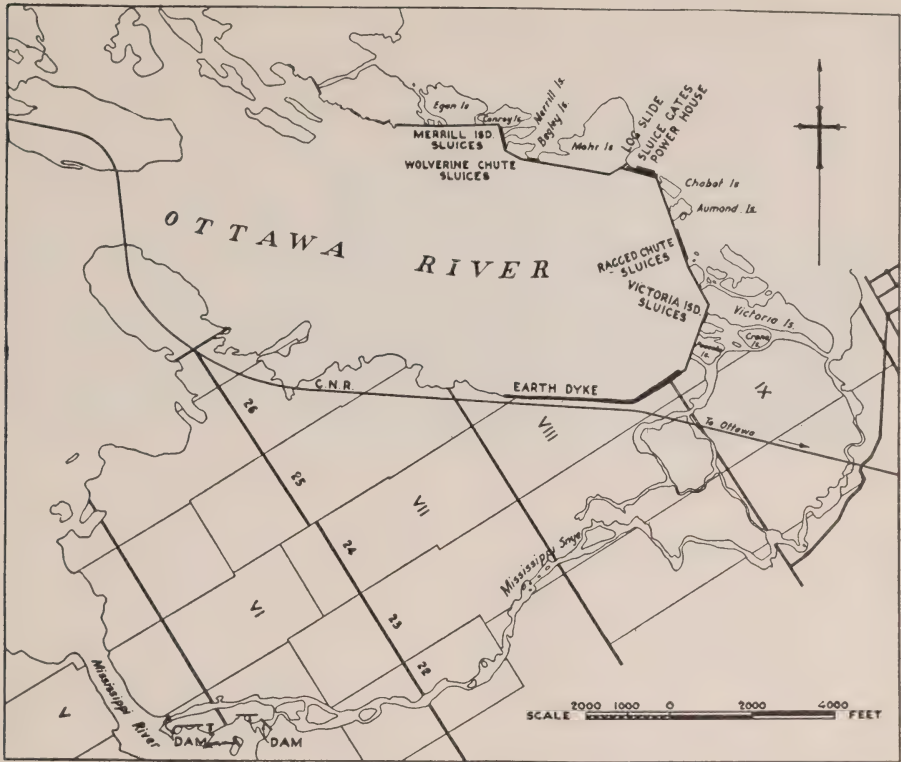 Egan Is
Conroy Is.
Merrill Is.
Bagley Is.
Mohr Is
MERRILL ISD.
SLUICES
WOLVERINE CHUTE
SLUICES
LOG SLIDE
SLUICE GATES
POWER HOUSE
Chabot Is
Aumond Is.
OTTAWA RIVER
RAGGED CHUTE
SLUICES
VICTORIA ISD.
SLUICES
Victoria Is.
Crane
Is.
Is.
C.N.R.
EARTH DYKE
To Ottawa
4
26
25
24
23
22
VIII
VII
VI
V
Mississippi Snye
Mississippi River
DAM
DAM
SCALE 2000 1000 0 2000 4000 FEET